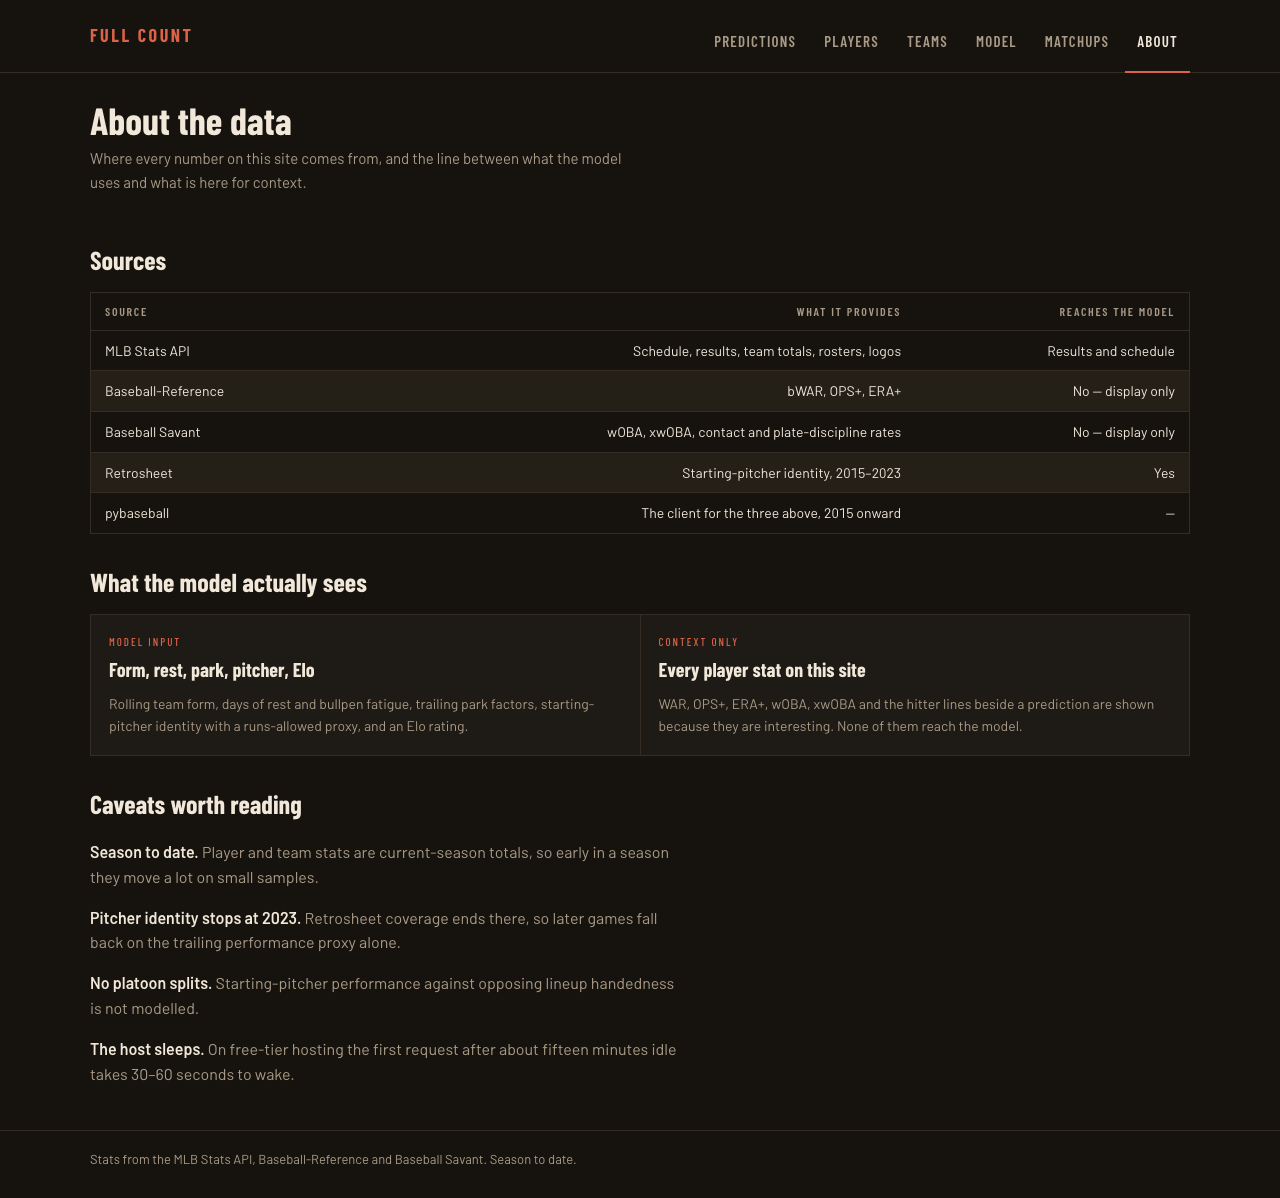 FULL COUNT
PREDICTIONS PLAYERS TEAMS MODEL MATCHUPS ABOUT
About the data
Where every number on this site comes from, and the line between what the model
uses and what is here for context.
Sources
SOURCE WHAT IT PROVIDES REACHES THE MODEL
MLB Stats API Schedule, results, team totals, rosters, logos Results and schedule
Baseball-Reference bWAR, OPS+, ERA+ No — display only
Baseball Savant wOBA, xwOBA, contact and plate-discipline rates No — display only
Retrosheet Starting-pitcher identity, 2015–2023 Yes
pybaseball The client for the three above, 2015 onward —
What the model actually sees
MODEL INPUT
Form, rest, park, pitcher, Elo
Rolling team form, days of rest and bullpen fatigue, trailing park factors, starting-
pitcher identity with a runs-allowed proxy, and an Elo rating.
CONTEXT ONLY
Every player stat on this site
WAR, OPS+, ERA+, wOBA, xwOBA and the hitter lines beside a prediction are shown
because they are interesting. None of them reach the model.
Caveats worth reading
Season to date. Player and team stats are current-season totals, so early in a season
they move a lot on small samples.
Pitcher identity stops at 2023. Retrosheet coverage ends there, so later games fall
back on the trailing performance proxy alone.
No platoon splits. Starting-pitcher performance against opposing lineup handedness
is not modelled.
The host sleeps. On free-tier hosting the first request after about fifteen minutes idle
takes 30–60 seconds to wake.
Stats from the MLB Stats API, Baseball-Reference and Baseball Savant. Season to date.